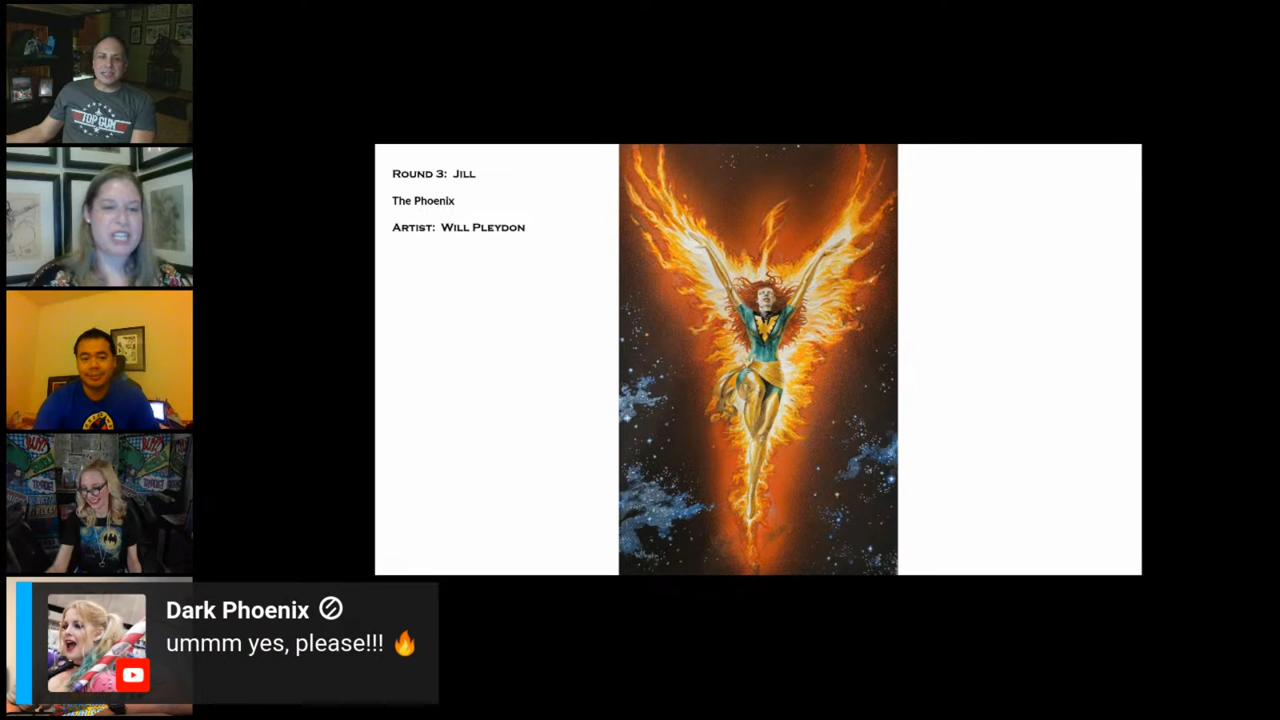 TOP GUN
ROUND 3: JILL
The Phoenix
ARTIST: WILL PLEYDON
Dark Phoenix
ummm yes, please!!! 🔥